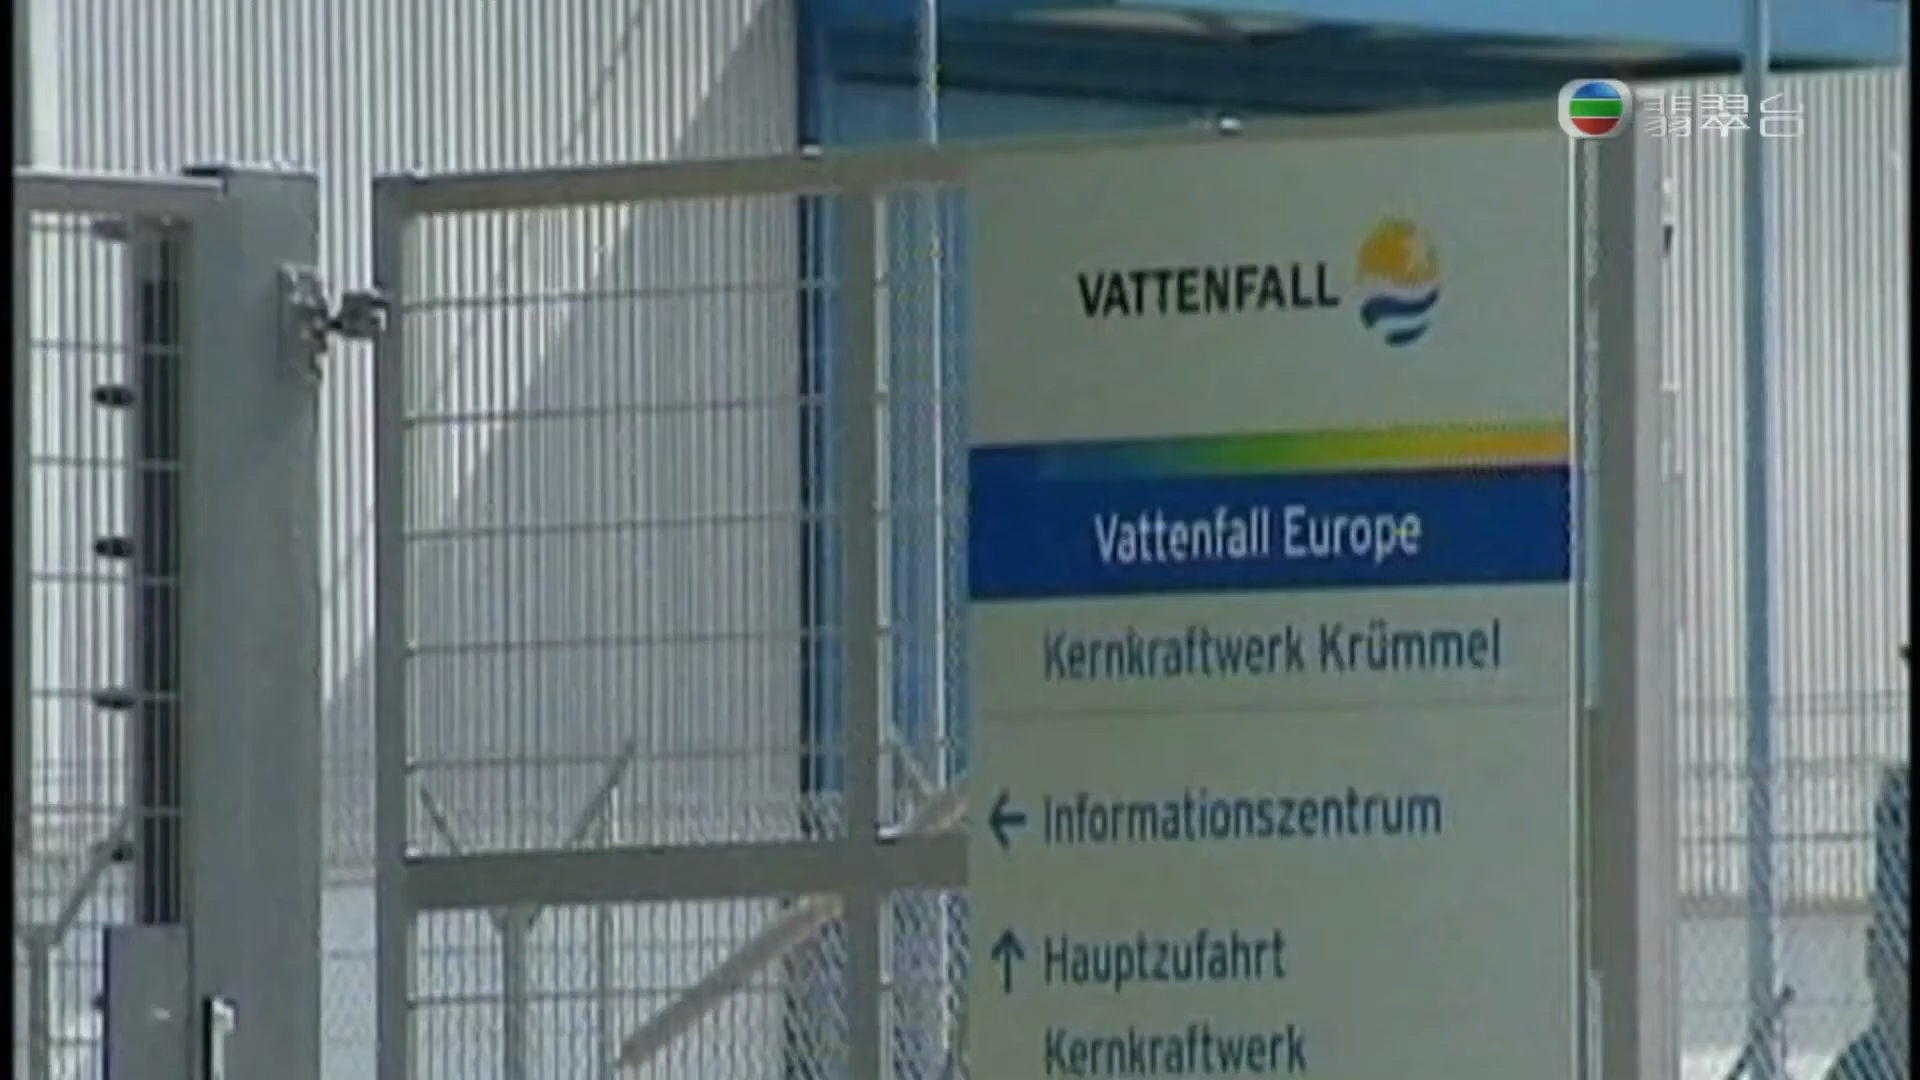 翡翠台
VATTENFALL
Vattenfall Europe
Kernkraftwerk Krümmel
← Informationszentrum
↑ Hauptzufahrt
Kernkraftwerk